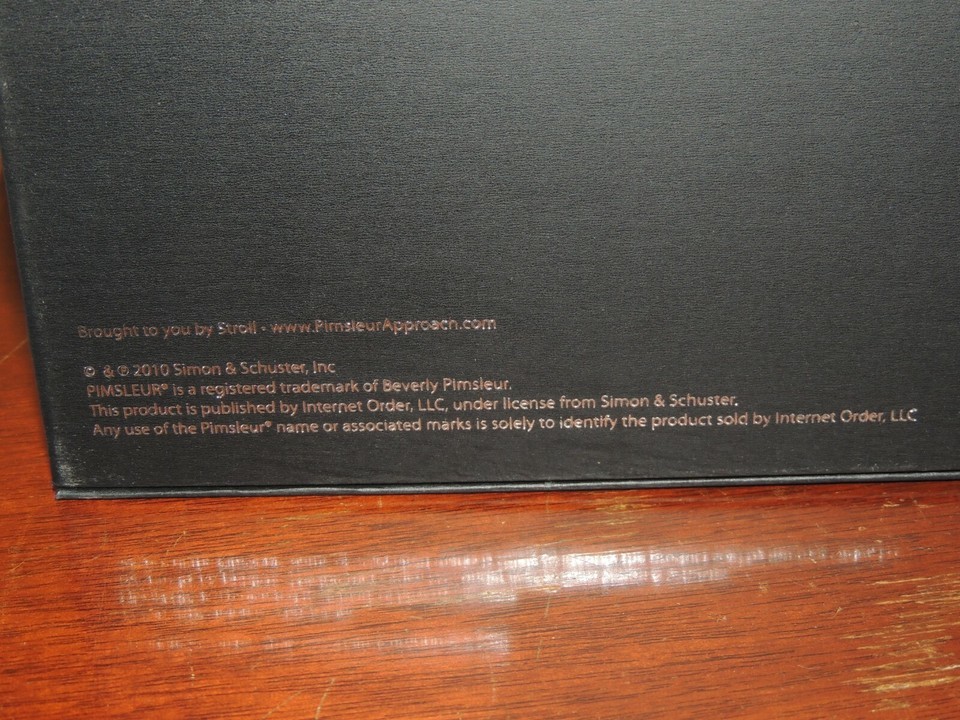 Brought to you by Stroll • www.PimsleurApproach.com
© & ℗ 2010 Simon & Schuster, Inc
PIMSLEUR® is a registered trademark of Beverly Pimsleur.
This product is published by Internet Order, LLC, under license from Simon & Schuster.
Any use of the Pimsleur® name or associated marks is solely to identify the product sold by Internet Order, LLC